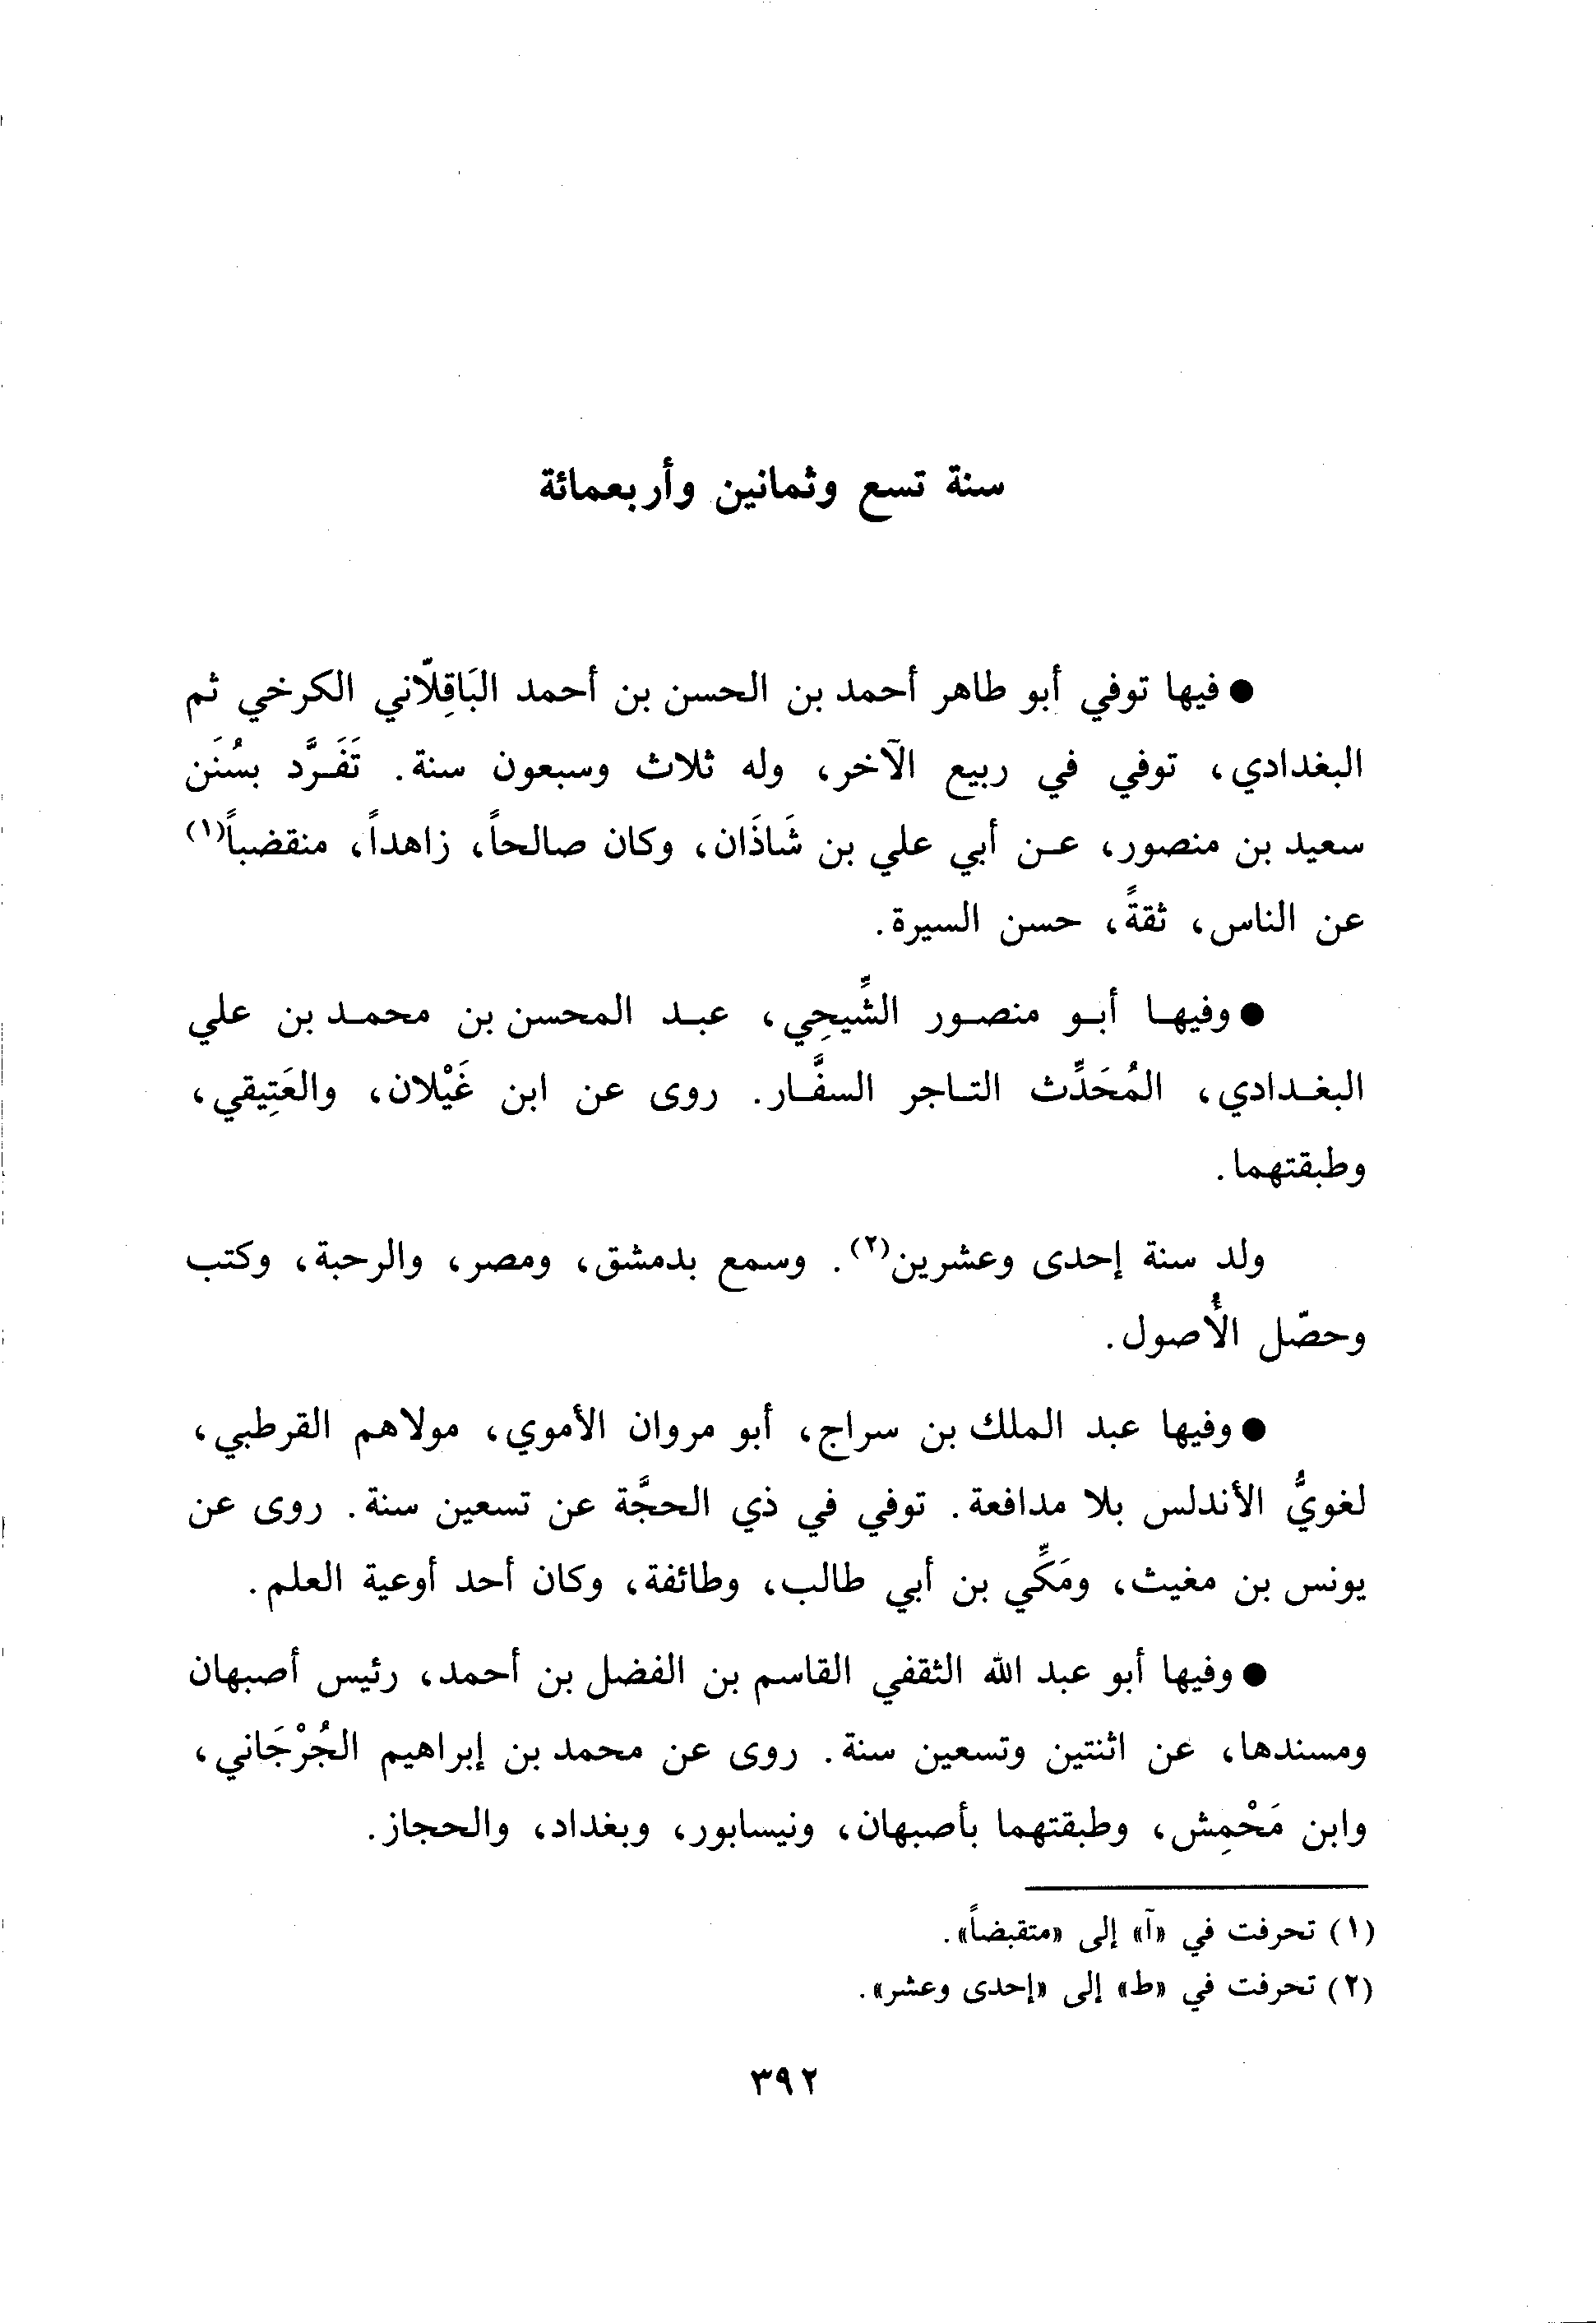 سنة تسع وثمانين وأربعمائة
● فيها توفي أبو طاهر أحمد بن الحسن بن أحمد البَاقِلّاني الكرخي ثم
البغدادي، توفي في ربيع الآخر، وله ثلاث وسبعون سنة. تَفَرَّد بسُنَن
سعيد بن منصور، عن أبي علي بن شَاذَان، وكان صالحاً، زاهداً، منقضباً(١)
عن الناس، ثقةً، حسن السيرة.
● وفيها أبو منصور الشِّيحِي، عبد المحسن بن محمد بن علي
البغدادي، المُحَدِّث التاجر السفَّار. روى عن ابن غَيْلان، والعَتِيقي،
وطبقتهما.
ولد سنة إحدى وعشرين(٢). وسمع بدمشق، ومصر، والرحبة، وكتب
وحصّل الأُصول.
● وفيها عبد الملك بن سراج، أبو مروان الأموي، مولاهم القرطبي،
لغويُّ الأندلس بلا مدافعة. توفي في ذي الحجَّة عن تسعين سنة. روى عن
يونس بن مغيث، ومَكِّي بن أبي طالب، وطائفة، وكان أحد أوعية العلم.
● وفيها أبو عبد الله الثقفي القاسم بن الفضل بن أحمد، رئيس أصبهان
ومسندها، عن اثنتين وتسعين سنة. روى عن محمد بن إبراهيم الجُرْجَاني،
وابن مَحْمِش، وطبقتهما بأصبهان، ونيسابور، وبغداد، والحجاز.
(١) تحرفت في «آ» إلى «متقبضاً».
(٢) تحرفت في «ط» إلى «إحدى وعشر».
٣٩٢